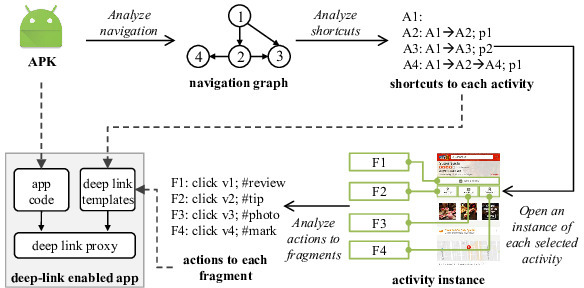 Analyze
navigation
APK
1
2
3
4
navigation graph
Analyze
shortcuts
A1:
A2: A1→A2; p1
A3: A1→A3; p2
A4: A1→A2→A4; p1
shortcuts to each activity
Open an
instance of
each selected
activity
F1
F2
F3
F4
activity instance
Analyze
actions to
fragments
F1: click v1; #review
F2: click v2; #tip
F3: click v3; #photo
F4: click v4; #mark
actions to each
fragment
app
code
deep link
templates
deep link proxy
deep-link enabled app